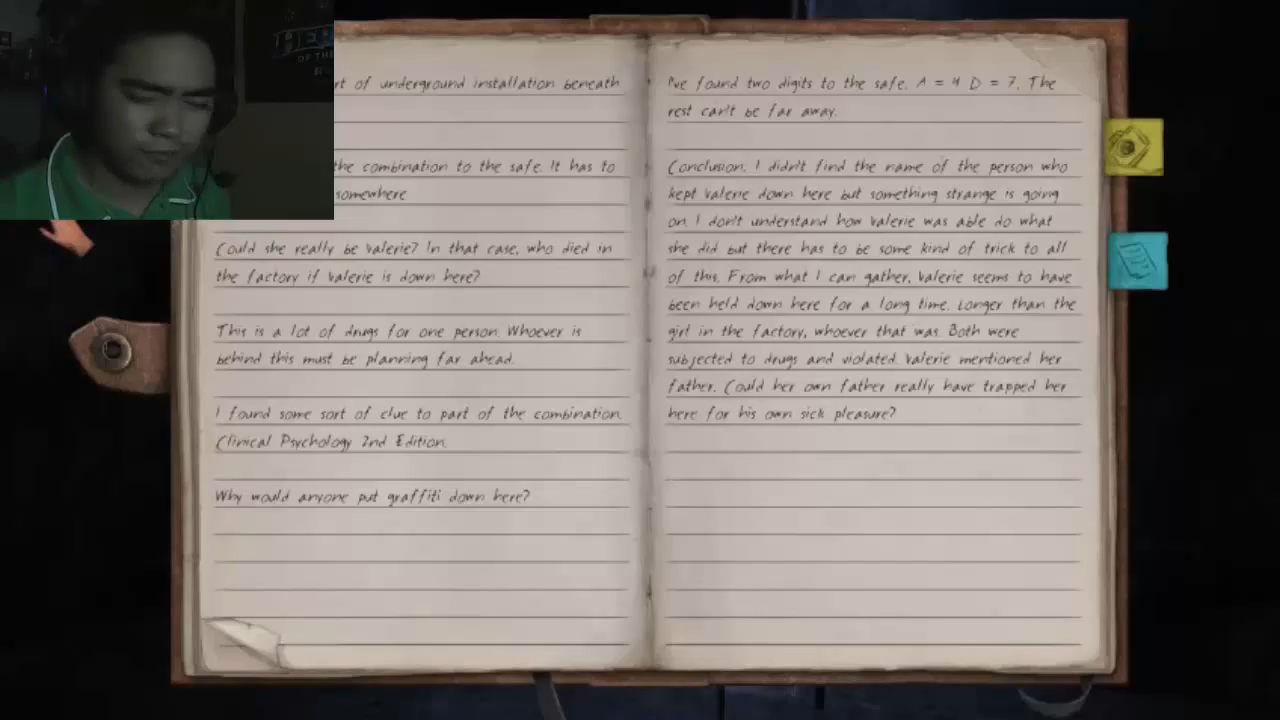 HER
OF THE
rt of underground installation beneath
the combination to the safe. It has to
somewhere
Could she really be Valerie? In that case, who died in
the factory if Valerie is down here?
This is a lot of drugs for one person. Whoever is
behind this must be planning far ahead.
I found some sort of clue to part of the combination.
Clinical Psychology 2nd Edition.
Why would anyone put graffiti down here?
I've found two digits to the safe. A = 4 D = 7. The
rest can't be far away.
Conclusion. I didn't find the name of the person who
kept Valerie down here but something strange is going
on. I don't understand how Valerie was able do what
she did but there has to be some kind of trick to all
of this. From what I can gather, Valerie seems to have
been held down here for a long time. Longer than the
girl in the factory, whoever that was. Both were
subjected to drugs and violated. Valerie mentioned her
father. Could her own father really have trapped her
here for his own sick pleasure?